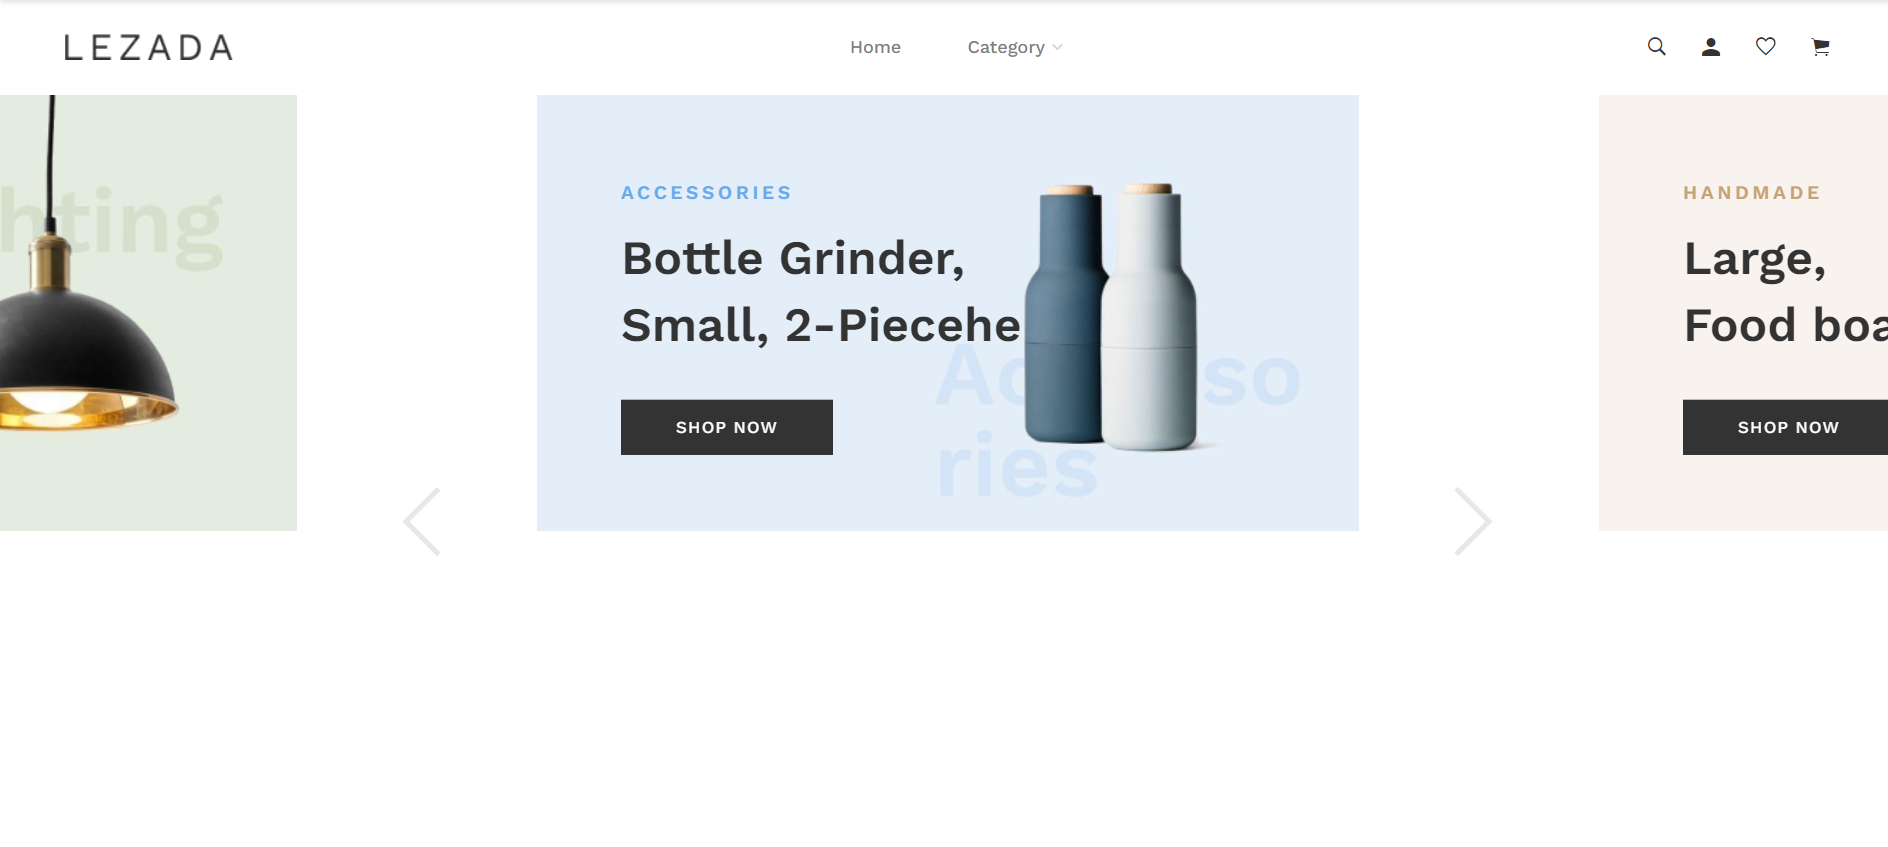 LEZADA
Home
Category
hting
ACCESSORIES
Bottle Grinder,
Small, 2-Piecehe
SHOP NOW
so
ries
HANDMADE
Large,
Food boa
SHOP NOW